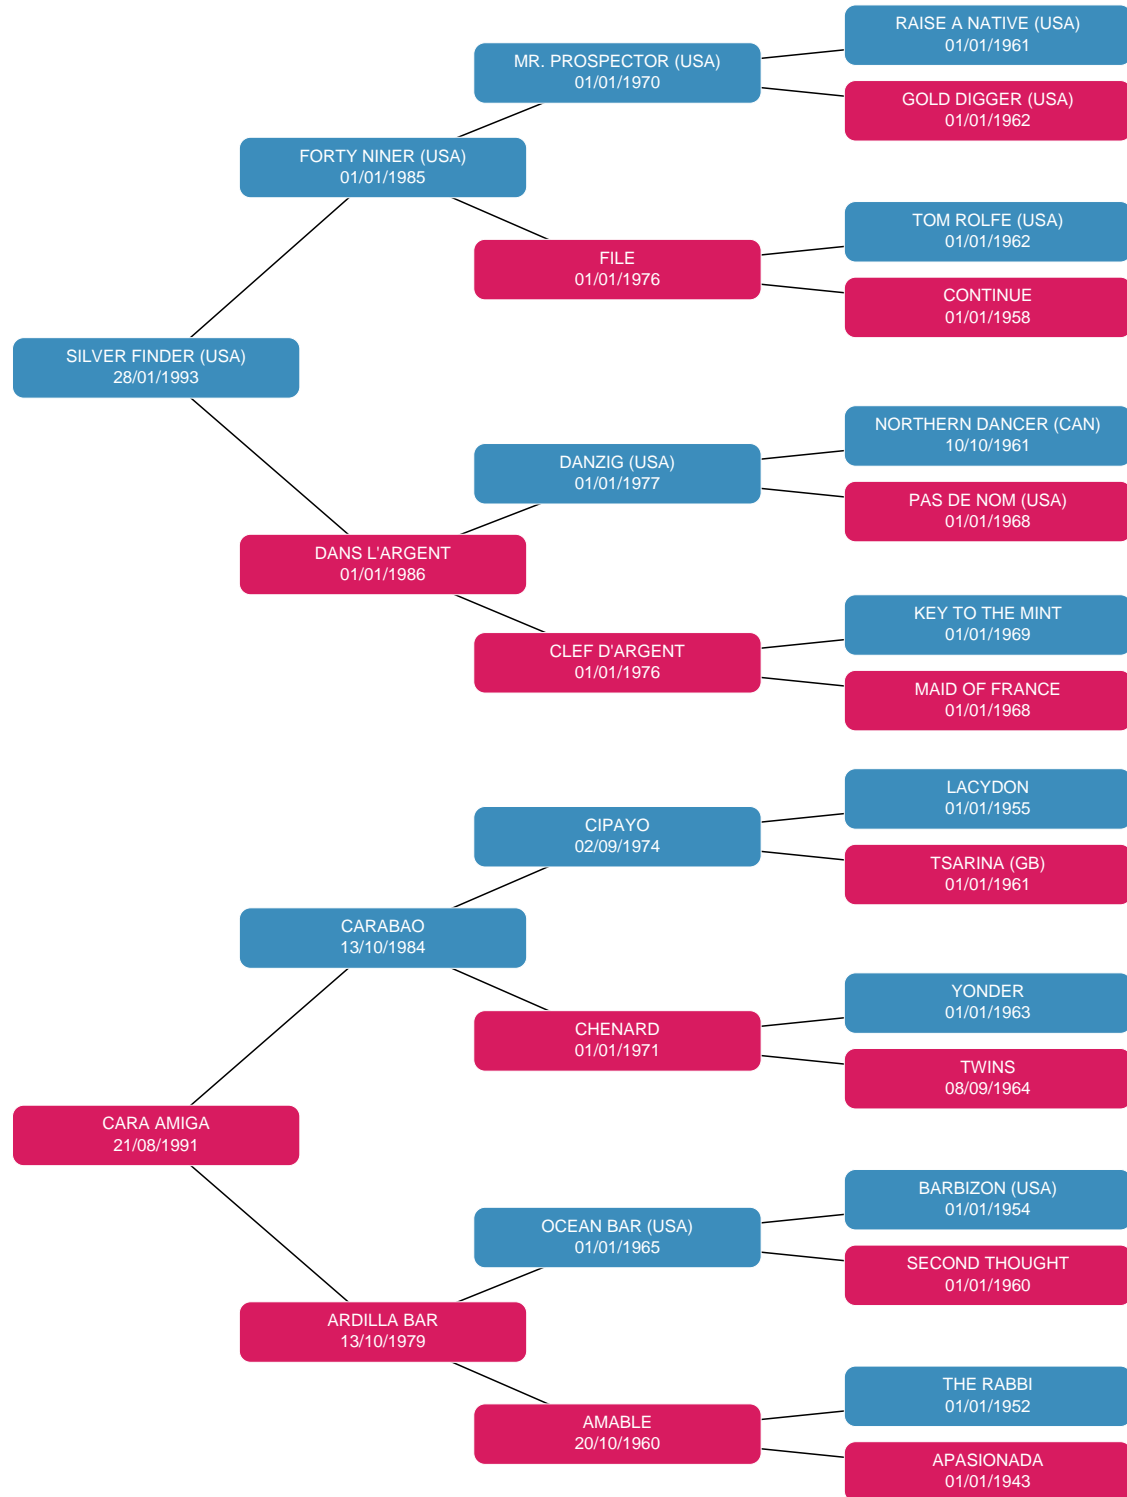 RAISE A NATIVE (USA)
01/01/1961
MR. PROSPECTOR (USA)
01/01/1970
GOLD DIGGER (USA)
01/01/1962
FORTY NINER (USA)
01/01/1985
TOM ROLFE (USA)
01/01/1962
FILE
01/01/1976
CONTINUE
01/01/1958
SILVER FINDER (USA)
28/01/1993
NORTHERN DANCER (CAN)
10/10/1961
DANZIG (USA)
01/01/1977
PAS DE NOM (USA)
01/01/1968
DANS L'ARGENT
01/01/1986
KEY TO THE MINT
01/01/1969
CLEF D'ARGENT
01/01/1976
MAID OF FRANCE
01/01/1968
LACYDON
01/01/1955
CIPAYO
02/09/1974
TSARINA (GB)
01/01/1961
CARABAO
13/10/1984
YONDER
01/01/1963
CHENARD
01/01/1971
TWINS
08/09/1964
CARA AMIGA
21/08/1991
BARBIZON (USA)
01/01/1954
OCEAN BAR (USA)
01/01/1965
SECOND THOUGHT
01/01/1960
ARDILLA BAR
13/10/1979
THE RABBI
01/01/1952
AMABLE
20/10/1960
APASIONADA
01/01/1943